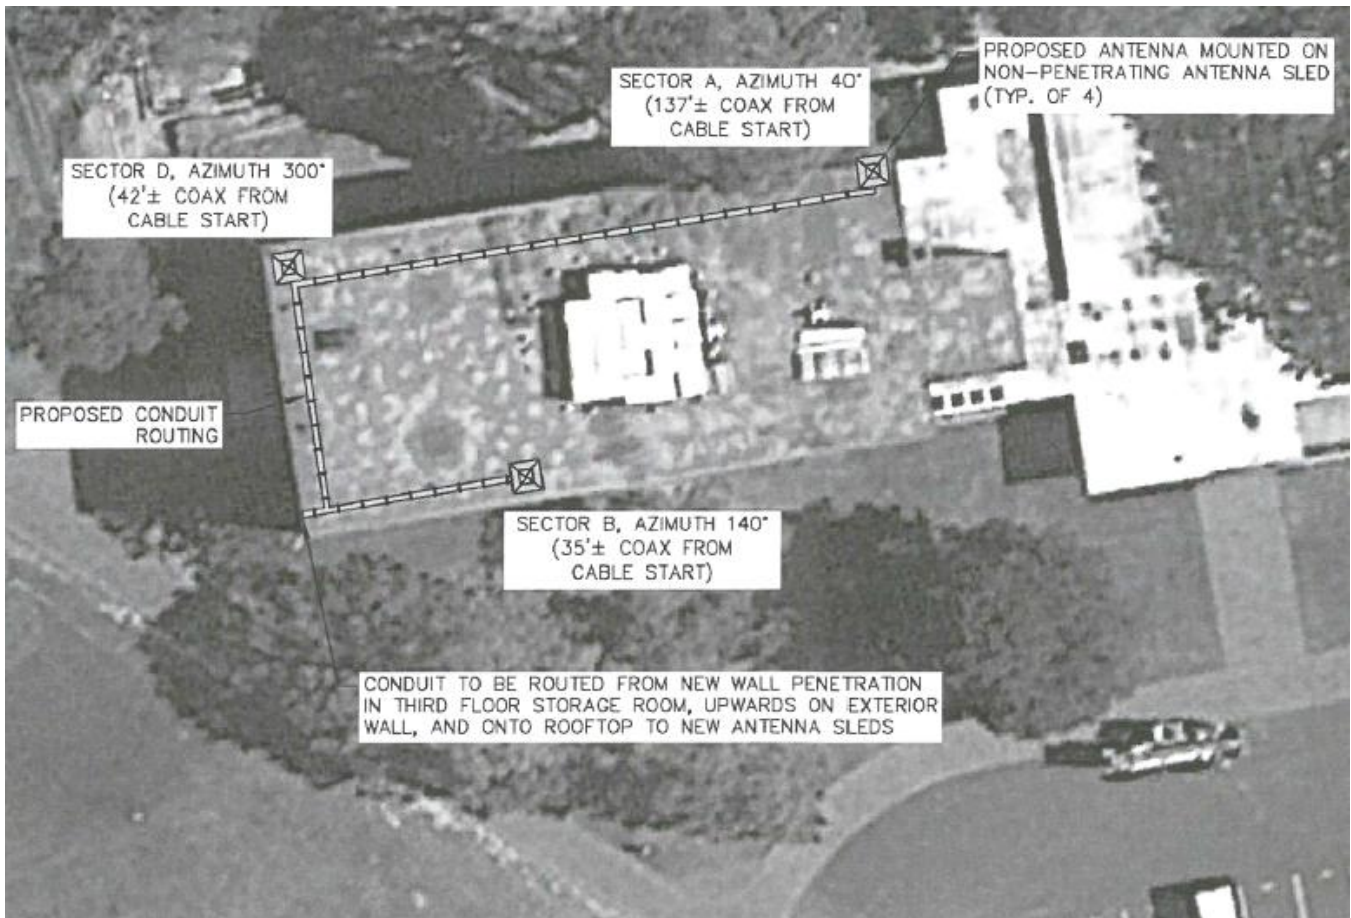 PROPOSED ANTENNA MOUNTED ON
NON-PENETRATING ANTENNA SLED
(TYP. OF 4)
SECTOR A, AZIMUTH 40°
(137'± COAX FROM
CABLE START)
SECTOR D, AZIMUTH 300°
(42'± COAX FROM
CABLE START)
PROPOSED CONDUIT
ROUTING
SECTOR B, AZIMUTH 140°
(35'± COAX FROM
CABLE START)
CONDUIT TO BE ROUTED FROM NEW WALL PENETRATION
IN THIRD FLOOR STORAGE ROOM, UPWARDS ON EXTERIOR
WALL, AND ONTO ROOFTOP TO NEW ANTENNA SLEDS